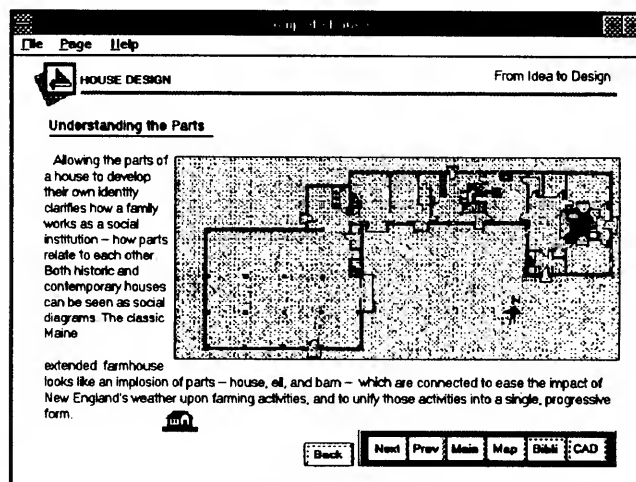 File Page Help
HOUSE DESIGN
From Idea to Design
Understanding the Parts
Allowing the parts of
a house to develop
their own identity
clarifies how a family
works as a social
institution – how parts
relate to each other.
Both historic and
contemporary houses
can be seen as social
diagrams. The classic
Maine
extended farmhouse
looks like an implosion of parts – house, ell, and barn – which are connected to ease the impact of
New England's weather upon farming activities, and to unify those activities into a single, progressive
form.
Back Next Prev Main Map Bibli CAD